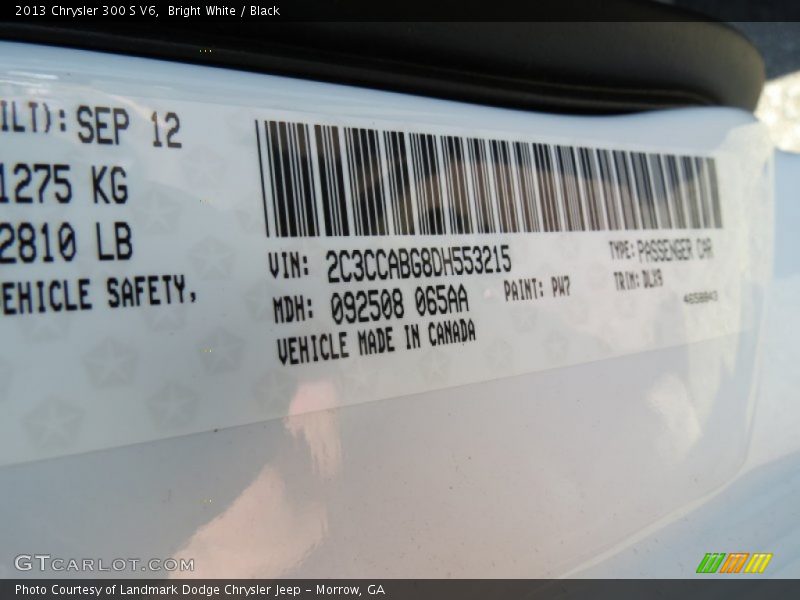 2013 Chrysler 300 S V6, Bright White / Black
ILT): SEP 12
1275 KG
2810 LB
EHICLE SAFETY,
VIN: 2C3CCABG8DH553215
TYPE: PASSENGER CAR
MDH: 092508 065AA
PAINT: PW7
TRIM: DLX9
VEHICLE MADE IN CANADA
GTCARLOT.COM
Photo Courtesy of Landmark Dodge Chrysler Jeep - Morrow, GA